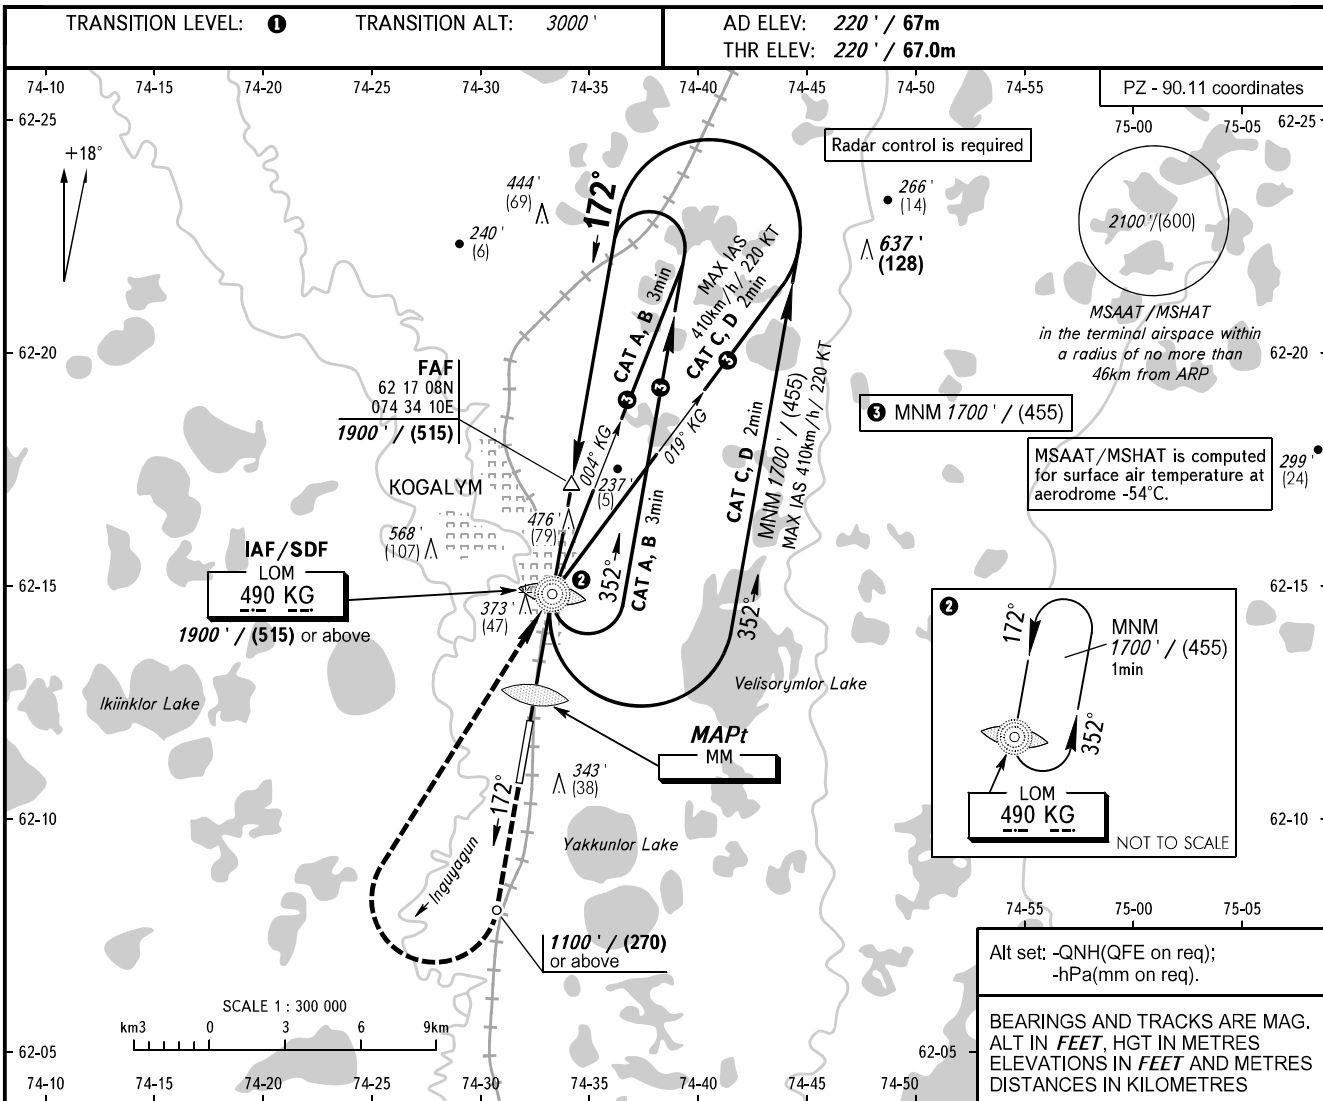 TRANSITION LEVEL: ❶ TRANSITION ALT: 3000 '
AD ELEV: 220 ' / 67m
THR ELEV: 220 ' / 67.0m
74-10 74-15 74-20 74-25 74-30 74-35 74-40 74-45 74-50 74-55
PZ - 90.11 coordinates
62-25
75-00 75-05 62-25
+18°
Radar control is required
444 '
(69)
172°
266 '
(14)
240 '
(6)
637 '
(128)
2100'/(600)
MSAAT/MSHAT
in the terminal airspace within
a radius of no more than
46km from ARP
MAX IAS
410km/h/ 220 KT
CAT C, D 2min
CAT A, B 3min
❸
❸
❸
62-20
62-20
FAF
62 17 08N
074 34 10E
1900 ' / (515)
004° KG
019° KG
CAT C, D 2min
MNM 1700 ' / (455)
MAX IAS 410km/h/ 220 KT
❸ MNM 1700 ' / (455)
MSAAT/MSHAT is computed
for surface air temperature at
aerodrome -54°C.
299 '
(24)
KOGALYM
237 '
(5)
476 '
(79)
568 '
(107)
CAT A, B 3min
352°
352°
IAF/SDF
LOM
490 KG
1900 ' / (515) or above
❷
373 '
(47)
62-15
62-15
❷
172°
MNM
1700 ' / (455)
1min
352°
LOM
490 KG
NOT TO SCALE
Ikiinklor Lake
Velisorymlor Lake
MAPt
MM
343 '
(38)
172°
62-10
62-10
Yakkunlor Lake
Inguyagun
1100 ' / (270)
or above
74-55 75-00 75-05
Alt set: -QNH(QFE on req);
-hPa(mm on req).
SCALE 1 : 300 000
km3 0 3 6 9km
BEARINGS AND TRACKS ARE MAG.
ALT IN FEET, HGT IN METRES
ELEVATIONS IN FEET AND METRES
DISTANCES IN KILOMETRES
62-05
62-05
74-10 74-15 74-20 74-25 74-30 74-35 74-40 74-45 74-50